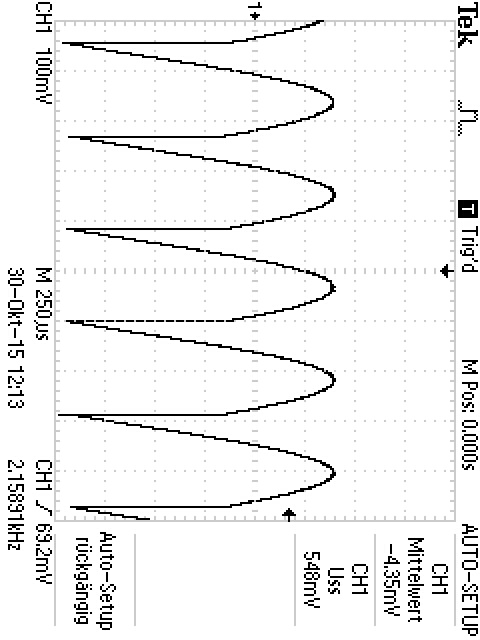 Tek
T Trig'd
M Pos: 0.000s
AUTO-SETUP
CH1
Mittelwert
-4.35mV
CH1
Uss
548mV
Auto-Setup
rückgängig
1
CH1 100mV
M 250µs
CH1 / 69.2mV
30-Okt-15 12:13
2.15891kHz